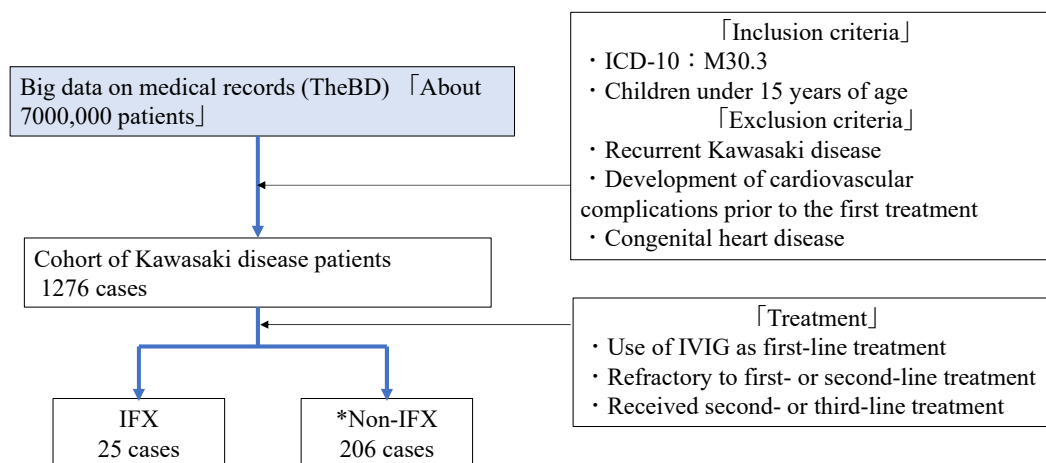 Big data on medical records (TheBD) 「About
7000,000 patients」
「Inclusion criteria」
・ICD-10：M30.3
・Children under 15 years of age
「Exclusion criteria」
・Recurrent Kawasaki disease
・Development of cardiovascular
complications prior to the first treatment
・Congenital heart disease
Cohort of Kawasaki disease patients
1276 cases
「Treatment」
・Use of IVIG as first-line treatment
・Refractory to first- or second-line treatment
・Received second- or third-line treatment
IFX
25 cases
*Non-IFX
206 cases